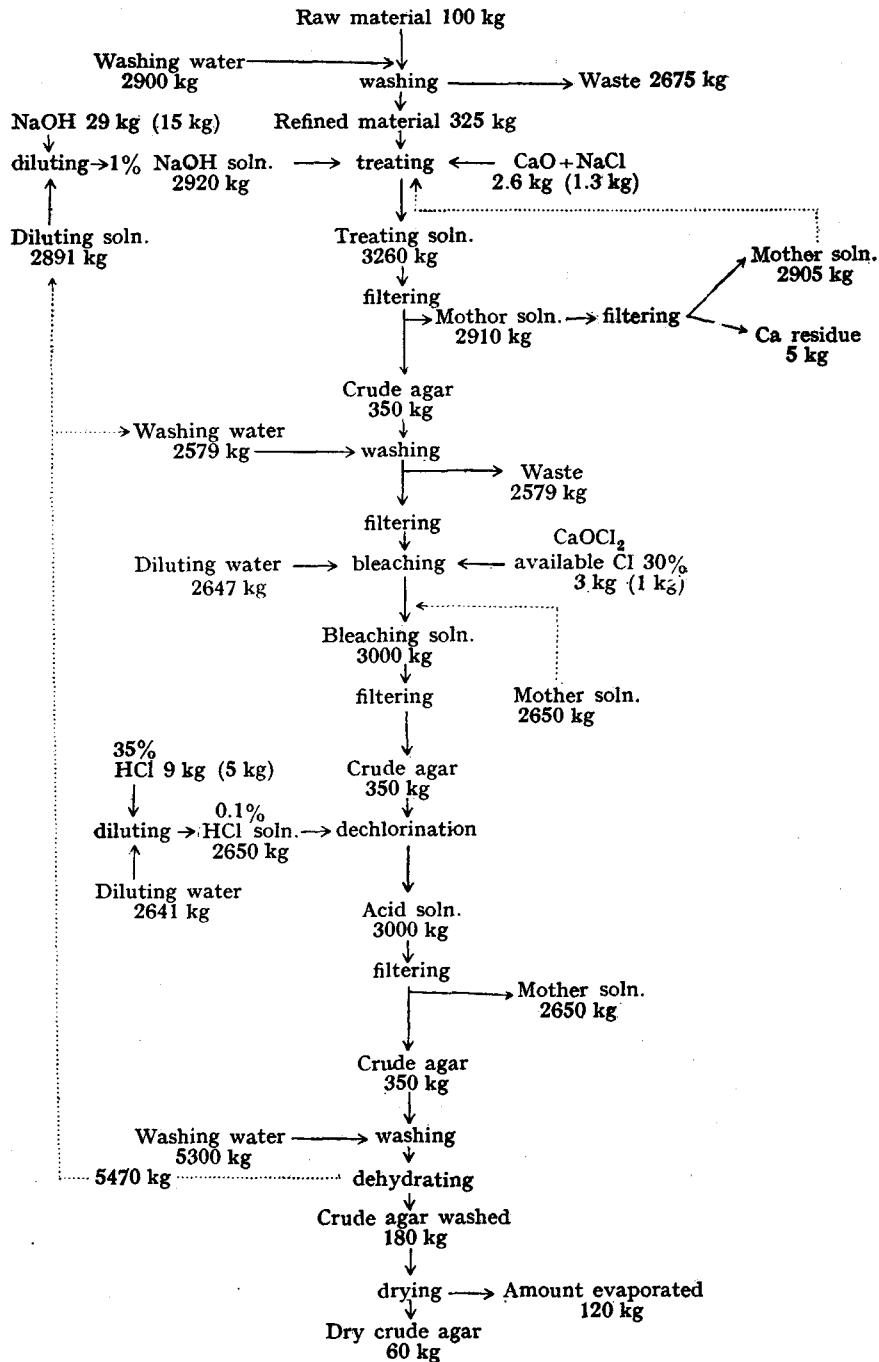 Raw material 100 kg
Washing water
2900 kg
washing
Waste 2675 kg
NaOH 29 kg (15 kg)
Refined material 325 kg
diluting→1% NaOH soln.
2920 kg
treating
CaO+NaCl
2.6 kg (1.3 kg)
Diluting soln.
2891 kg
Treating soln.
3260 kg
Mother soln.
2905 kg
filtering
Mothor soln.
2910 kg
filtering
Ca residue
5 kg
Crude agar
350 kg
Washing water
2579 kg
washing
Waste
2579 kg
filtering
Diluting water
2647 kg
bleaching
CaOCl₂
available Cl 30%
3 kg (1 kg)
Bleaching soln.
3000 kg
filtering
Mother soln.
2650 kg
35%
HCl 9 kg (5 kg)
Crude agar
350 kg
diluting
0.1%
HCl soln.
2650 kg
dechlorination
Diluting water
2641 kg
Acid soln.
3000 kg
filtering
Mother soln.
2650 kg
Crude agar
350 kg
Washing water
5300 kg
washing
5470 kg
dehydrating
Crude agar washed
180 kg
drying
Amount evaporated
120 kg
Dry crude agar
60 kg